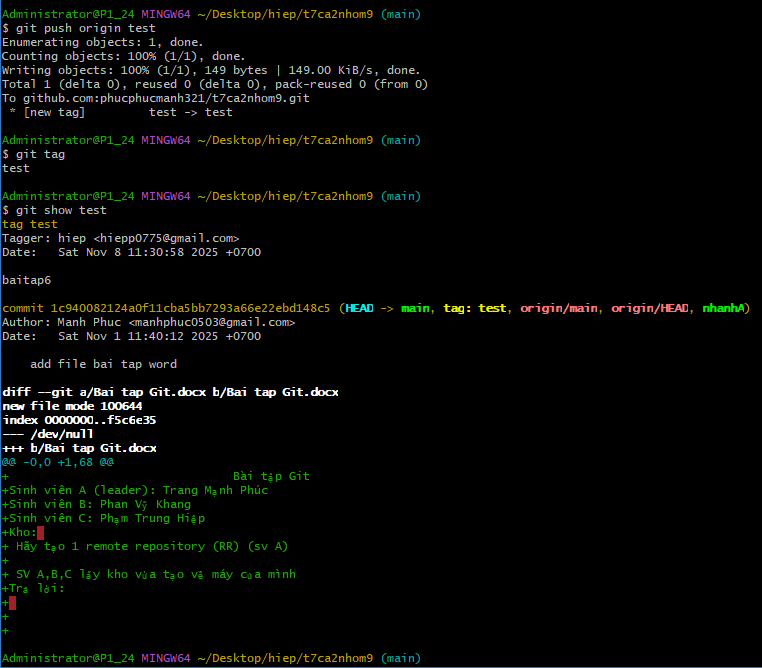 Administrator@P1_24 MINGW64 ~/Desktop/hiep/t7ca2nhom9 (main)
$ git push origin test
Enumerating objects: 1, done.
Counting objects: 100% (1/1), done.
Writing objects: 100% (1/1), 149 bytes | 149.00 KiB/s, done.
Total 1 (delta 0), reused 0 (delta 0), pack-reused 0 (from 0)
To github.com:phucphucmanh321/t7ca2nhom9.git
 * [new tag]         test -> test

Administrator@P1_24 MINGW64 ~/Desktop/hiep/t7ca2nhom9 (main)
$ git tag
test

Administrator@P1_24 MINGW64 ~/Desktop/hiep/t7ca2nhom9 (main)
$ git show test
tag test
Tagger: hiep <hiepp0775@gmail.com>
Date:   Sat Nov 8 11:30:58 2025 +0700

baitap6

commit 1c940082124a0f11cba5bb7293a66e22ebd148c5 (HEAD -> main, tag: test, origin/main, origin/HEAD, nhanhA)
Author: Manh Phuc <manhphuc0503@gmail.com>
Date:   Sat Nov 1 11:40:12 2025 +0700

    add file bai tap word

diff --git a/Bai tap Git.docx b/Bai tap Git.docx
new file mode 100644
index 0000000..f5c6e35
--- /dev/null
+++ b/Bai tap Git.docx
@@ -0,0 +1,68 @@
+                                Bài tập Git
+Sinh viên A (leader): Trang Mạnh Phúc
+Sinh viên B: Phan Vỹ Khang
+Sinh viên C: Phạm Trung Hiệp
+Kho:
+ Hãy tạo 1 remote repository (RR) (sv A)
+
+ SV A,B,C lấy kho vừa tạo về máy của mình
+Trả lời:
+
+
+

Administrator@P1_24 MINGW64 ~/Desktop/hiep/t7ca2nhom9 (main)